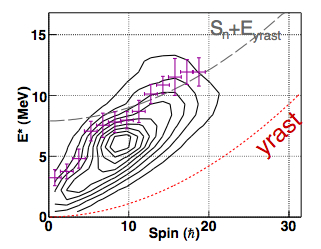 15
10
5
0
E* (MeV)
Sn+Eyrast
yrast
0 10 20 30
Spin (ℏ)